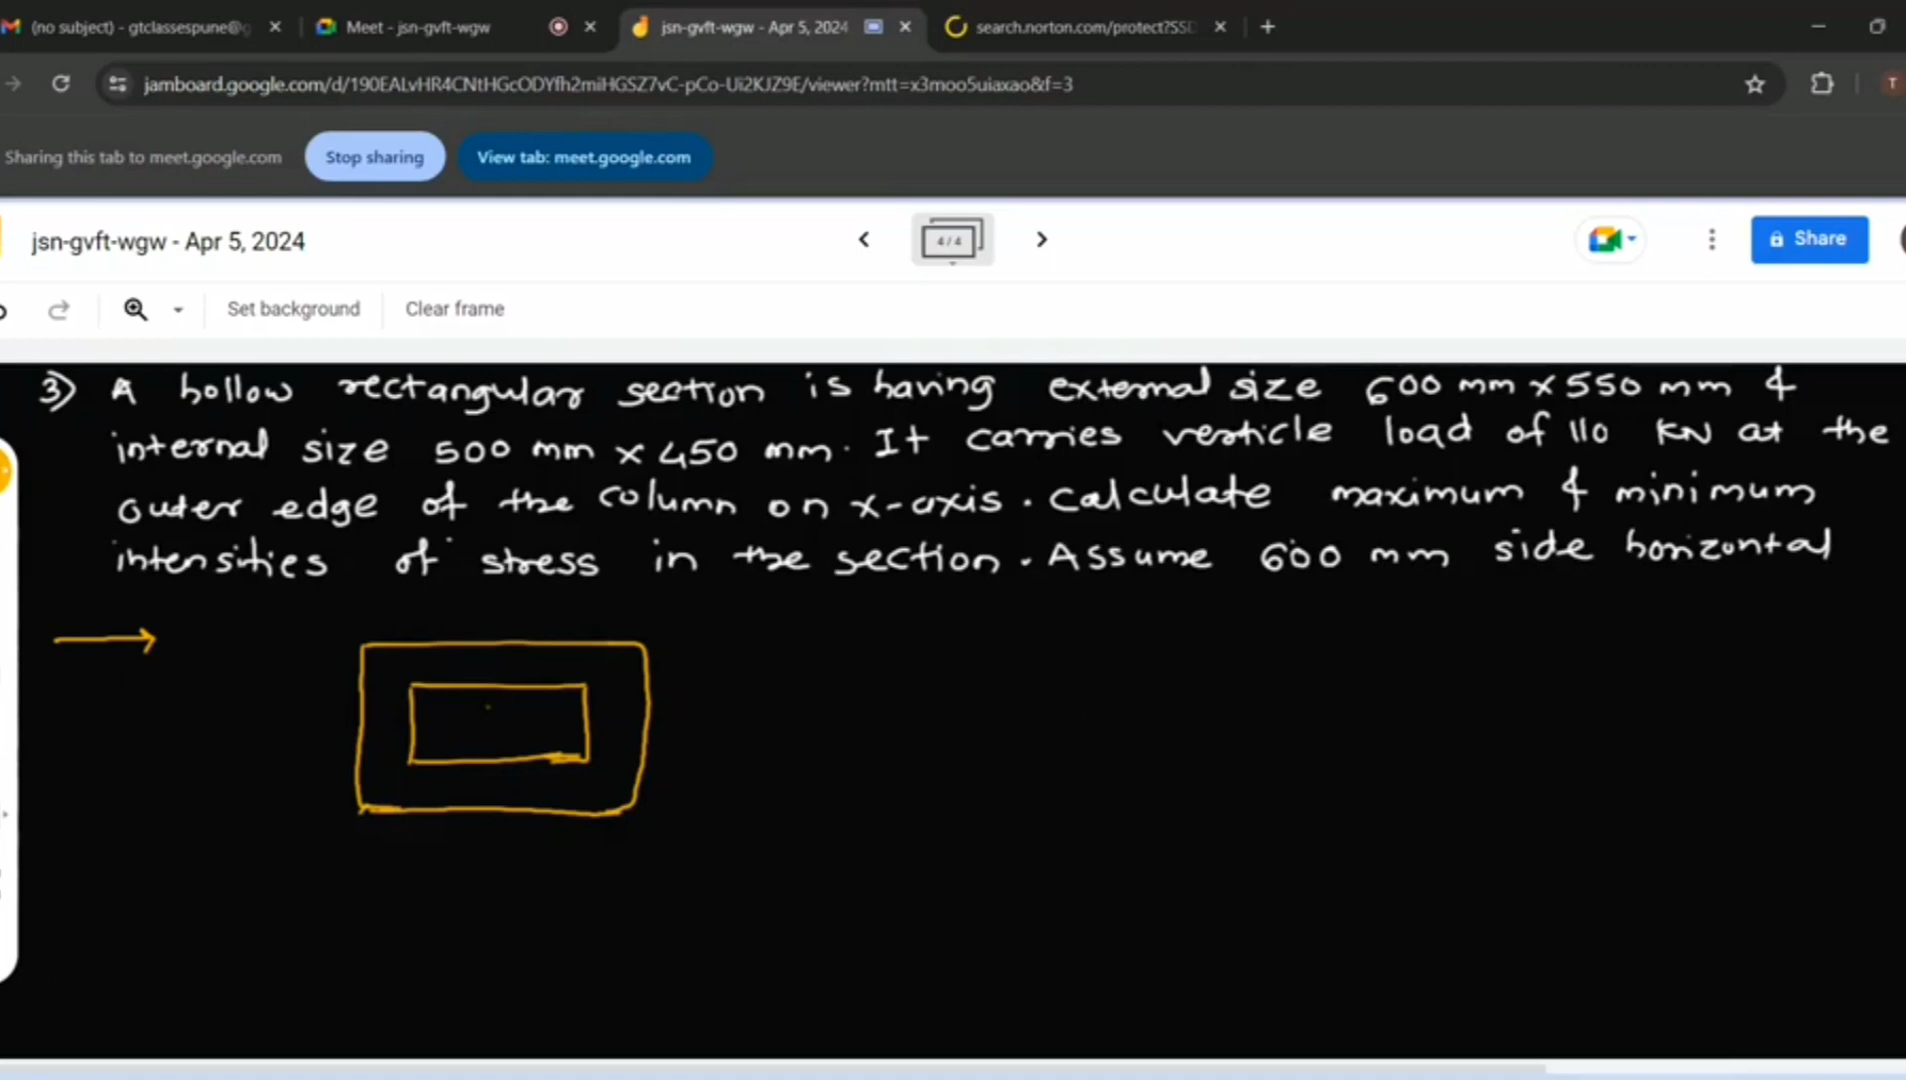 (no subject) - gtclassespune@g
Meet - jsn-gvft-wgw
jsn-gvft-wgw - Apr 5, 2024
search.norton.com/protect?SSD
jamboard.google.com/d/190EALvHR4CNtHGcODYfh2miHGSZ7vC-pCo-Ui2KJZ9E/viewer?mtt=x3moo5uiaxao&f=3
T
Sharing this tab to meet.google.com
Stop sharing
View tab: meet.google.com
jsn-gvft-wgw - Apr 5, 2024
4 / 4
Share
Set background
Clear frame
3) A hollow rectangular section is having external size 600 mm x 550 mm &
internal size 500 mm x 450 mm. It carries verticle load of 110 KN at the
outer edge of the column on x-axis. Calculate maximum & minimum
intensities of stress in the section. Assume 600 mm side horizontal